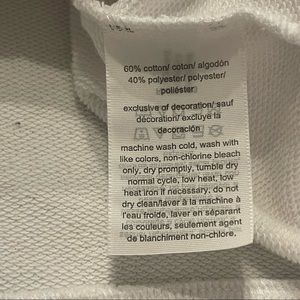 60% cotton/ coton/ algodón
40% polyester/ polyester/
poliéster
exclusive of decoration/ sauf
décoration/ excluye la
decoración
machine wash cold, wash with
like colors, non-chlorine bleach
only, dry promptly, tumble dry
normal cycle, low heat, low
heat iron if necessary, do not
dry clean/laver à la machine à
l'eau froide, laver en séparant
les couleurs, seulement agent
de blanchiment non-chlore.